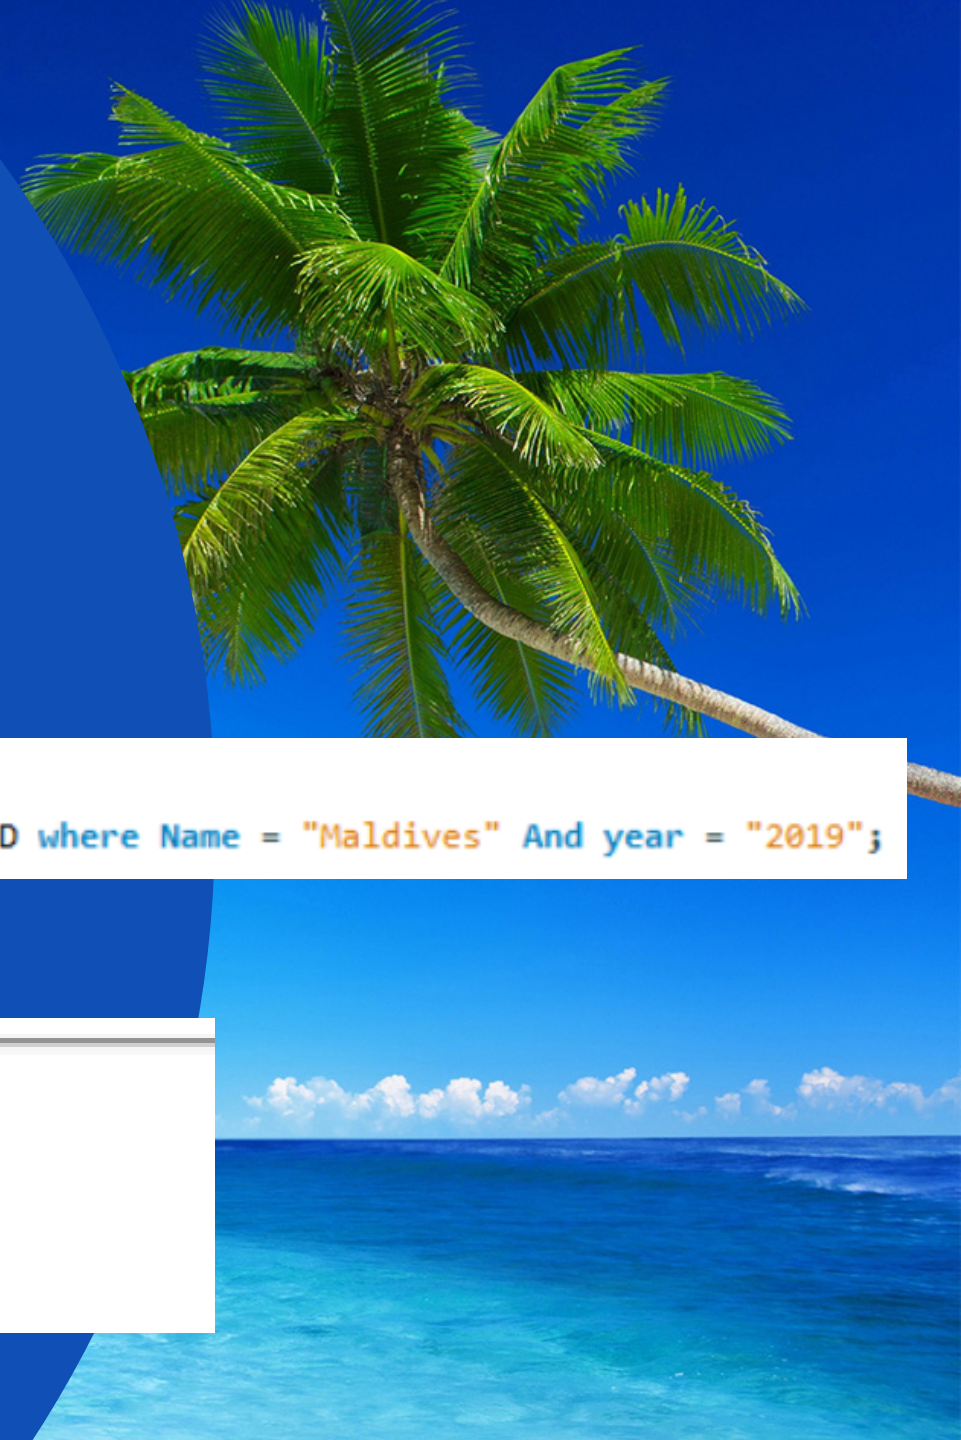 D where Name = "Maldives" And year = "2019";